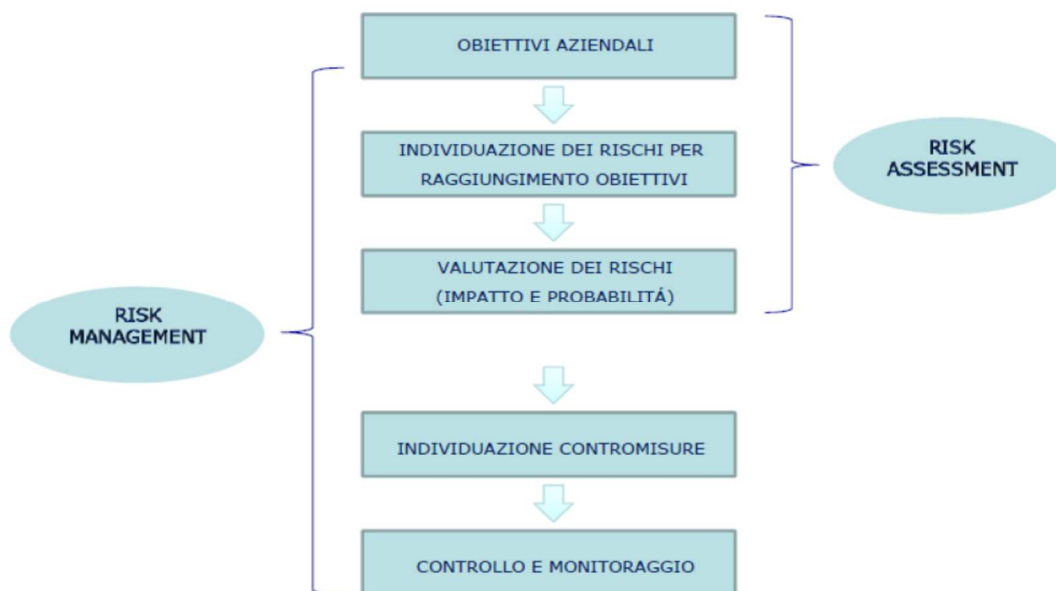 OBIETTIVI AZIENDALI
INDIVIDUAZIONE DEI RISCHI PER
RAGGIUNGIMENTO OBIETTIVI
RISK
ASSESSMENT
VALUTAZIONE DEI RISCHI
(IMPATTO E PROBABILITÁ)
RISK
MANAGEMENT
INDIVIDUAZIONE CONTROMISURE
CONTROLLO E MONITORAGGIO